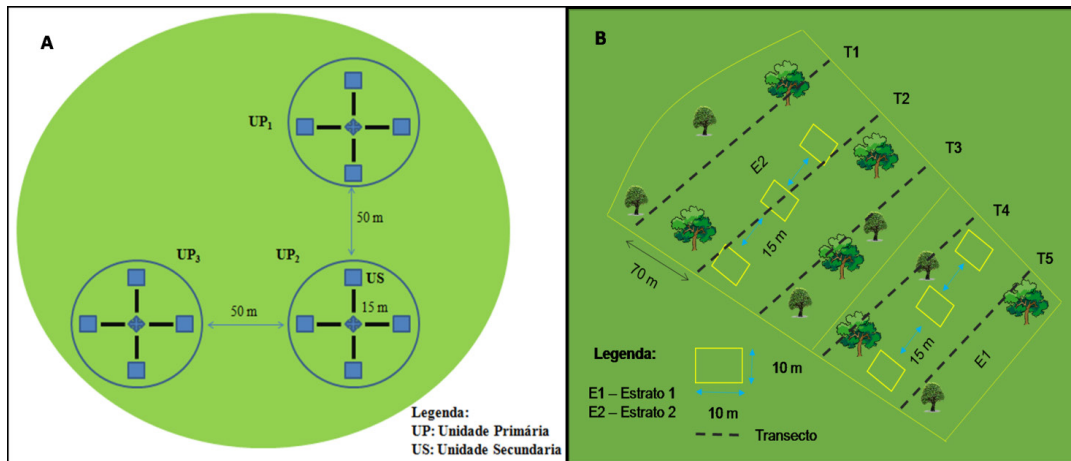 A
UP1
50 m
UP3
UP2
US
50 m
15 m
Legenda:
UP: Unidade Primária
US: Unidade Secundaria
B
T1
T2
T3
T4
T5
E2
15 m
70 m
15 m
E1
Legenda:
10 m
E1 – Estrato 1
E2 – Estrato 2
10 m
Transecto